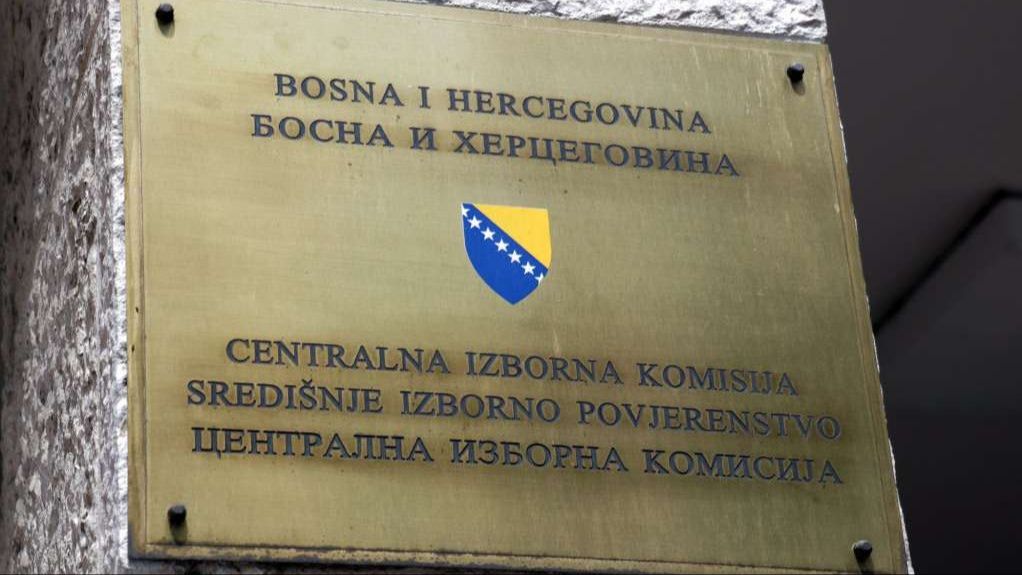 BOSNA I HERCEGOVINA
БОСНА И ХЕРЦЕГОВИНА
CENTRALNA IZBORNA KOMISIJA
SREDIŠNJE IZBORNO POVJERENSTVO
ЦЕНТРАЛНА ИЗБОРНА КОМИСИЈА